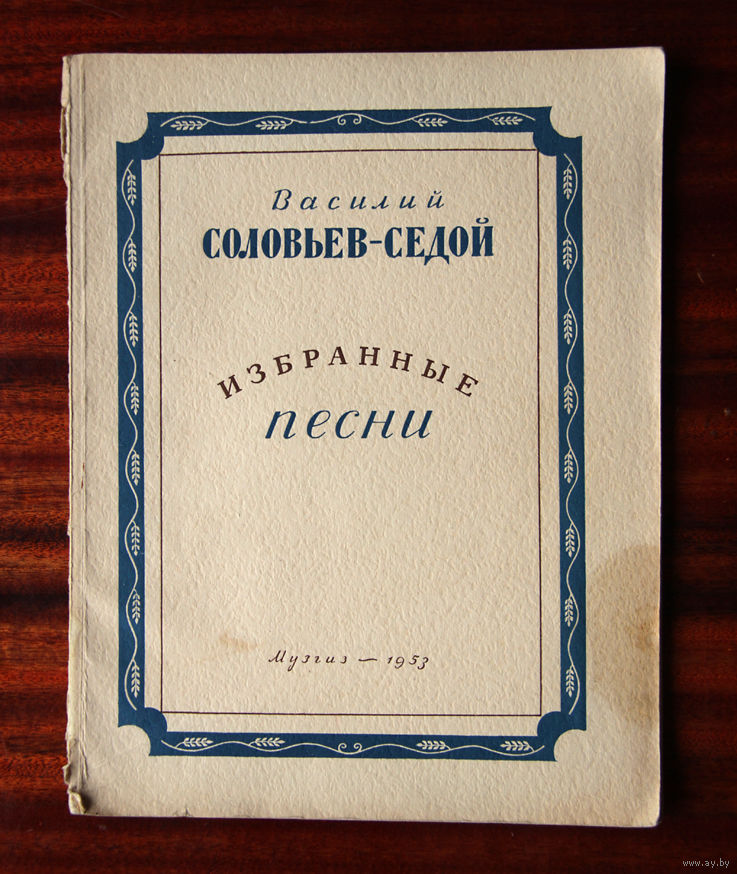 Василий
СОЛОВЬЕВ-СЕДОЙ
ИЗБРАННЫЕ
песни
Музгиз — 1953
www.ay.by